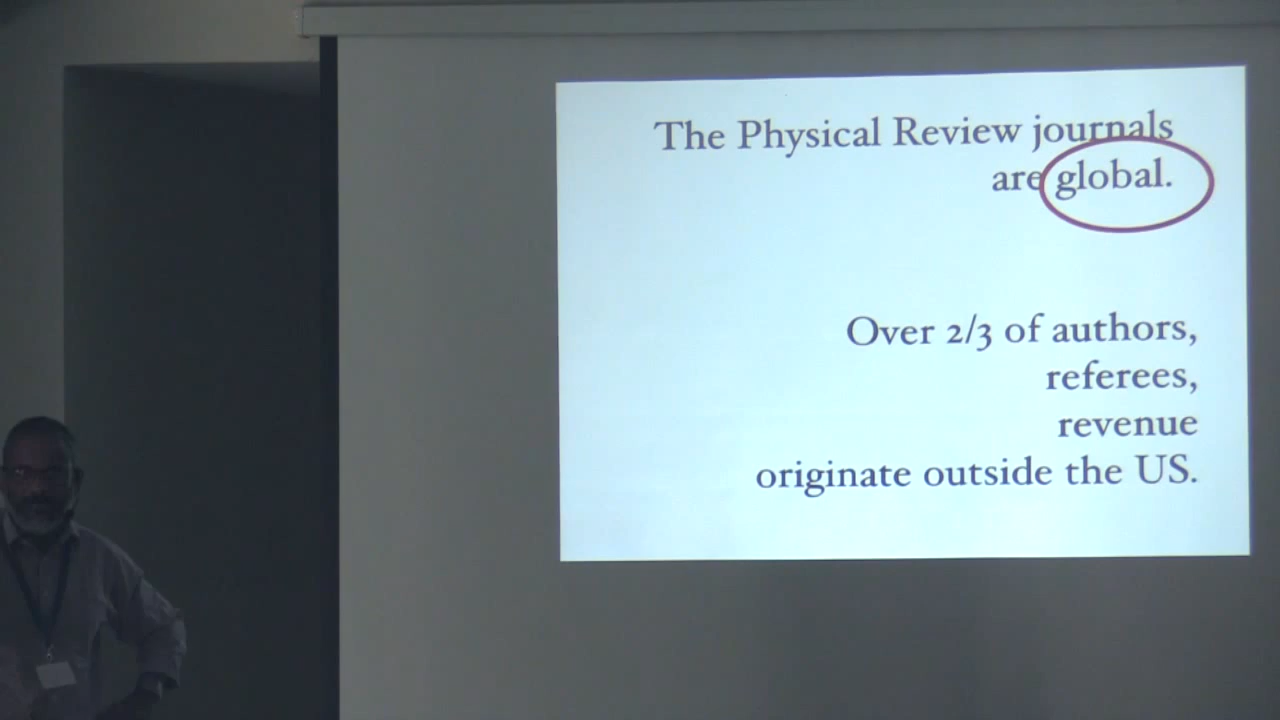 The Physical Review journals
are global.
Over 2/3 of authors,
referees,
revenue
originate outside the US.